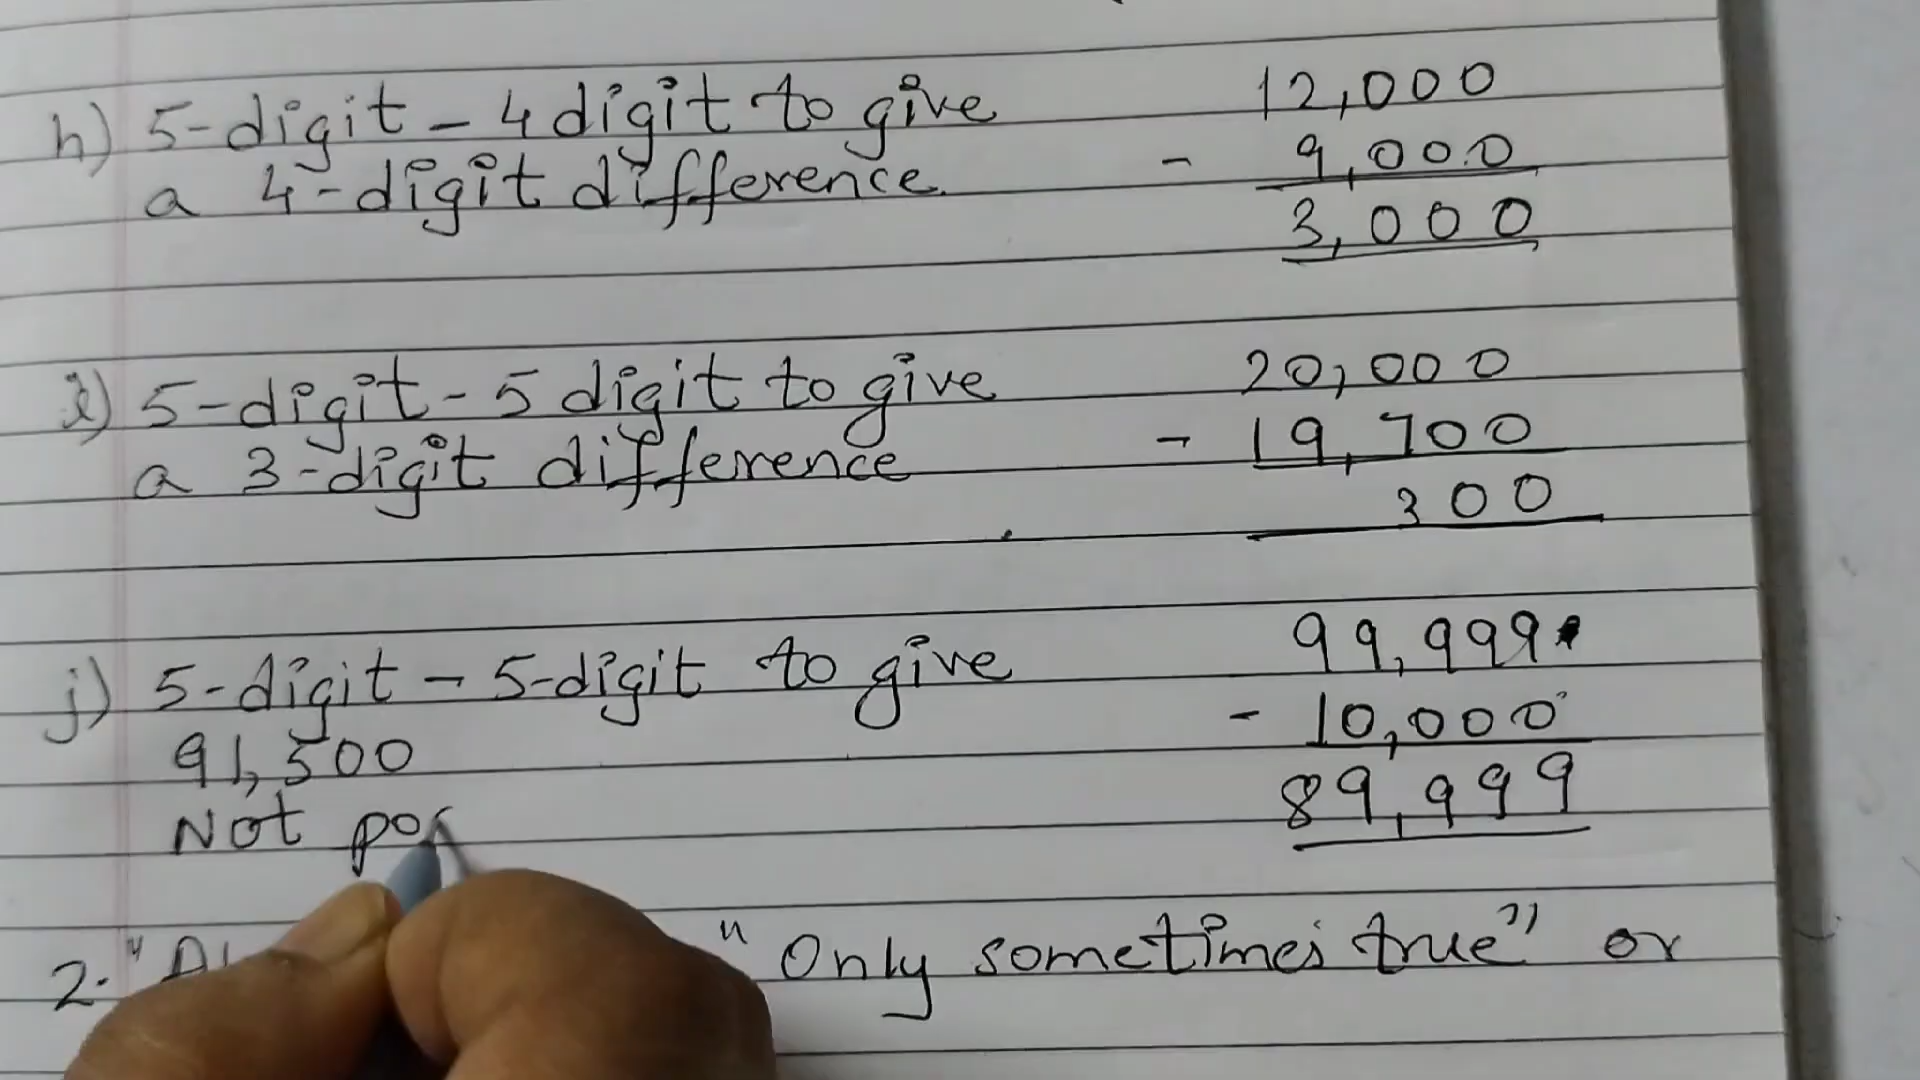 h) 5-digit - 4 digit to give
a 4-digit difference.
12,000
- 9,000
3,000
i) 5-digit - 5 digit to give
a 3-digit difference
20,000
- 19,700
300
j) 5-digit - 5-digit to give
91,500
Not pos
99,999
- 10,000
89,999
2. "Only sometimes true" or